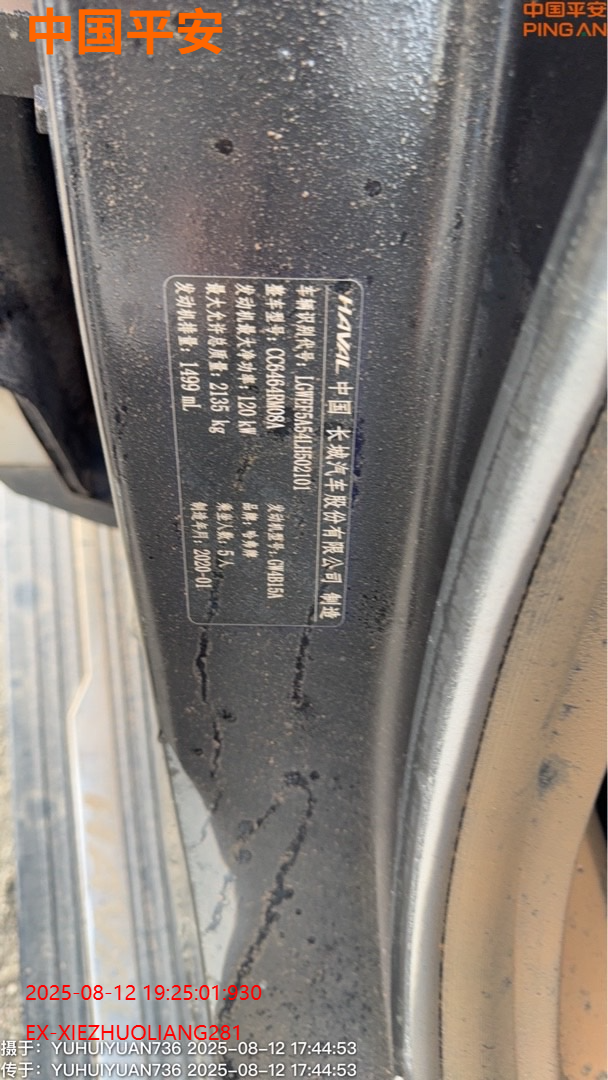 中国平安
中国平安
PING AN
HAVAL 中国 长城汽车股份有限公司 制造
车辆识别代号: LGWEF5A54LH502101
整车型号: CC6464RM08A 发动机型号: GW4B15A
发动机最大净功率: 120 kW 品牌: 哈弗牌
最大允许总质量: 2135 kg 乘坐人数: 5人
发动机排量: 1499 mL 制造年月: 2020-01
2025-08-12 19:25:01:930
EX-XIEZHUOLIANG281
摄于: YUHUIYUAN736 2025-08-12 17:44:53
传于: YUHUIYUAN736 2025-08-12 17:44:53